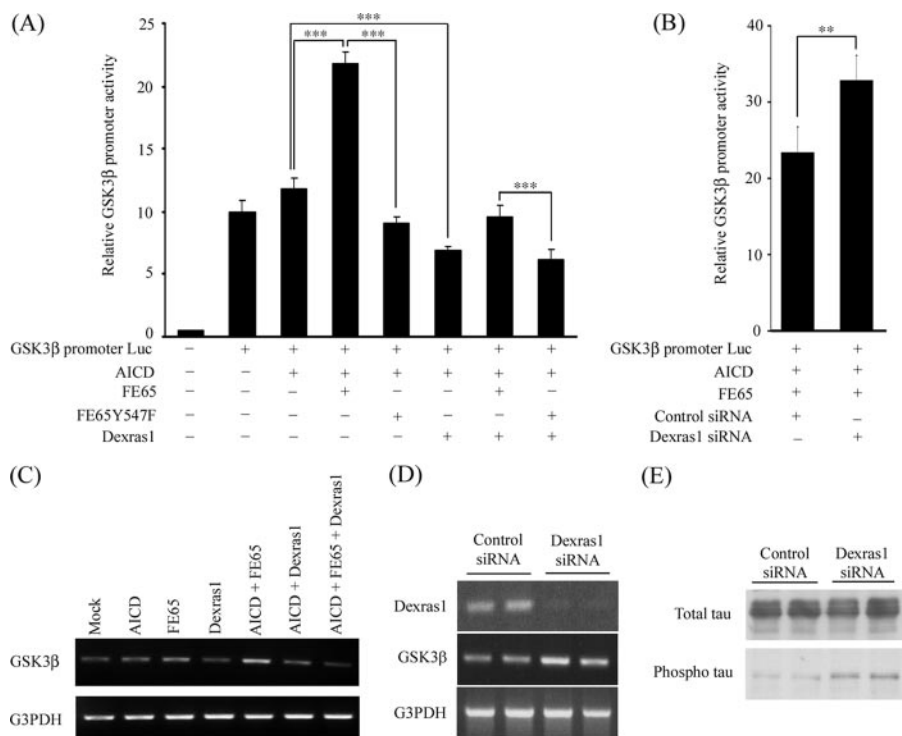 (A)
Relative GSK3β promoter activity
25
20
15
10
5
0
***
***
***
***
GSK3β promoter Luc – + + + + + + +
AICD – – + + + + + +
FE65 – – – + – – + –
FE65Y547F – – – – + – – +
Dexras1 – – – – – + + +
(B)
Relative GSK3β promoter activity
40
30
20
10
0
**
GSK3β promoter Luc + +
AICD + +
FE65 + +
Control siRNA + –
Dexras1 siRNA – +
(C)
Mock
AICD
FE65
Dexras1
AICD + FE65
AICD + Dexras1
AICD + FE65 + Dexras1
GSK3β
G3PDH
(D)
Control siRNA
Dexras1 siRNA
Dexras1
GSK3β
G3PDH
(E)
Control siRNA
Dexras1 siRNA
Total tau
Phospho tau